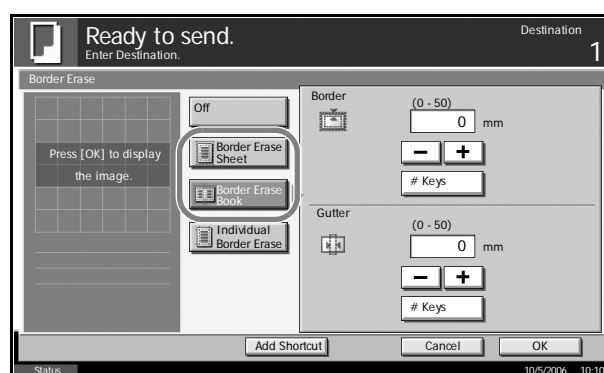 Ready to send.
Enter Destination.
Destination
1
Border Erase
Press [OK] to display
the image.
Off
Border Erase
Sheet
Border Erase
Book
Individual
Border Erase
Border
(0 - 50)
0 mm
− +
# Keys
Gutter
(0 - 50)
0 mm
− +
# Keys
Add Shortcut
Cancel
OK
Status
10/5/2006 10:10